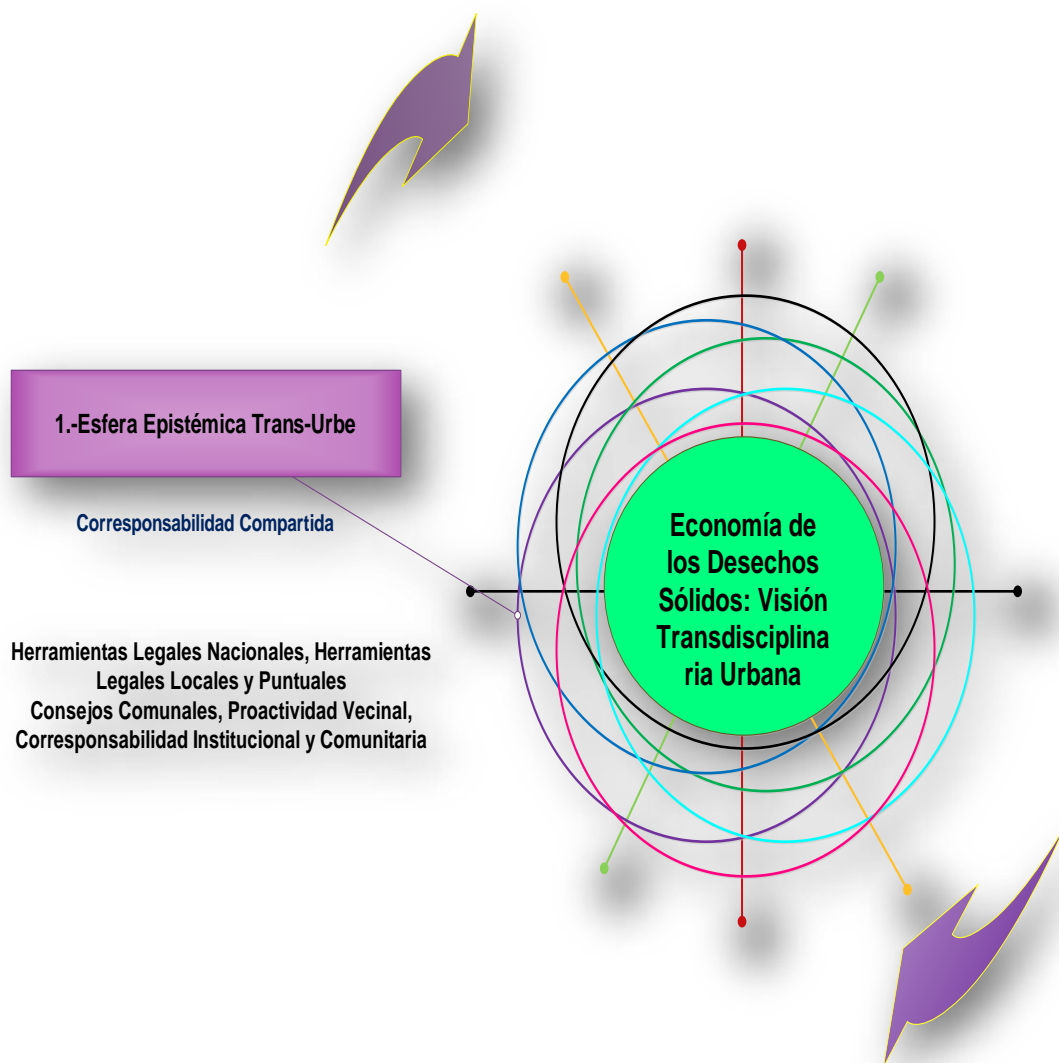 1.-Esfera Epistémica Trans-Urbe
Corresponsabilidad Compartida
Herramientas Legales Nacionales, Herramientas
Legales Locales y Puntuales
Consejos Comunales, Proactividad Vecinal,
Corresponsabilidad Institucional y Comunitaria
Economía de
los Desechos
Sólidos: Visión
Transdisciplina
ria Urbana